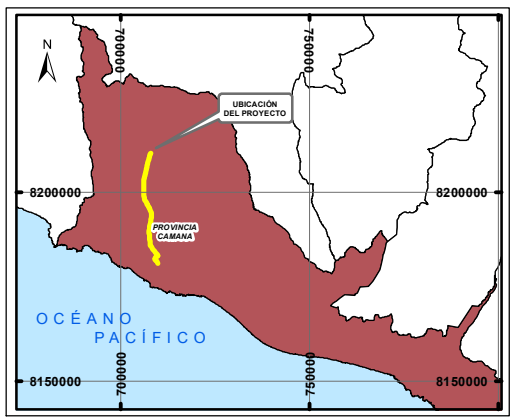 700000
750000
N
UBICACIÓN
DEL PROYECTO
8200000
8200000
PROVINCIA
CAMANA
OCÉANO
PACÍFICO
8150000
8150000
700000
750000